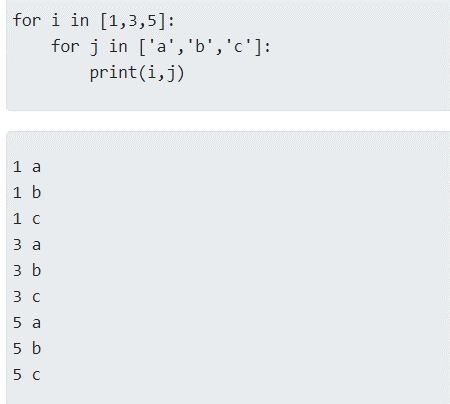 for i in [1,3,5]:
    for j in ['a','b','c']:
        print(i,j)
1 a
1 b
1 c
3 a
3 b
3 c
5 a
5 b
5 c